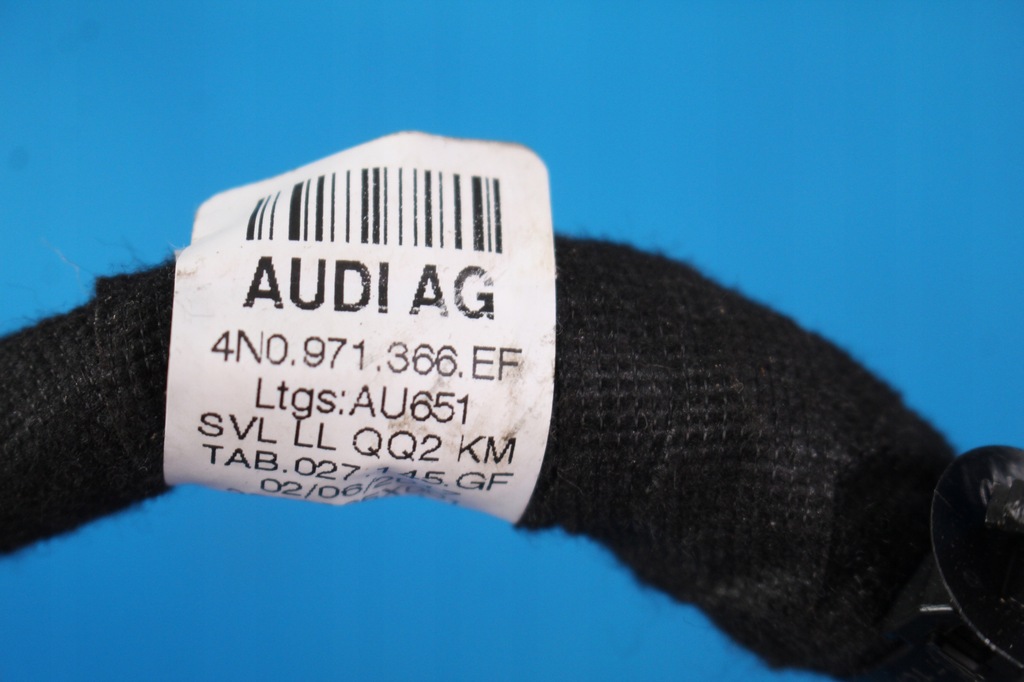 AUDI AG
4N0.971.366.EF
Ltgs:AU651
SVL LL QQ2 KM